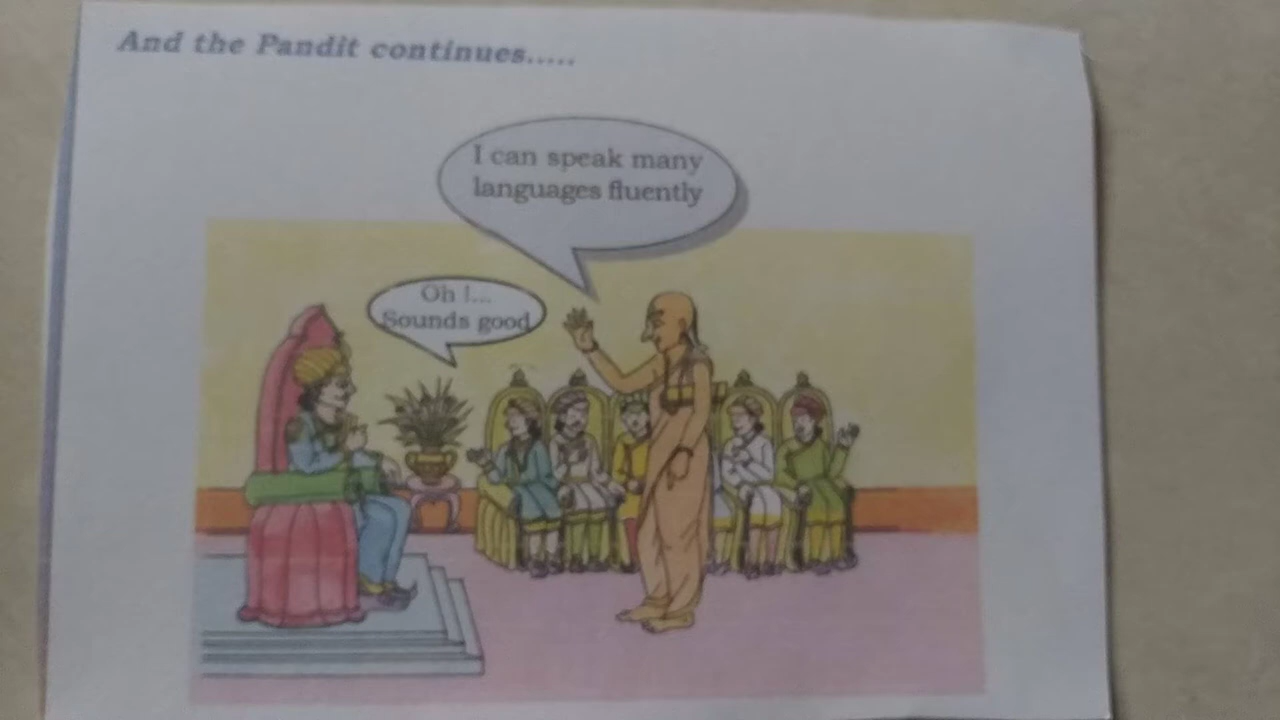 And the Pandit continues.....
I can speak many
languages fluently
Oh !...
Sounds good